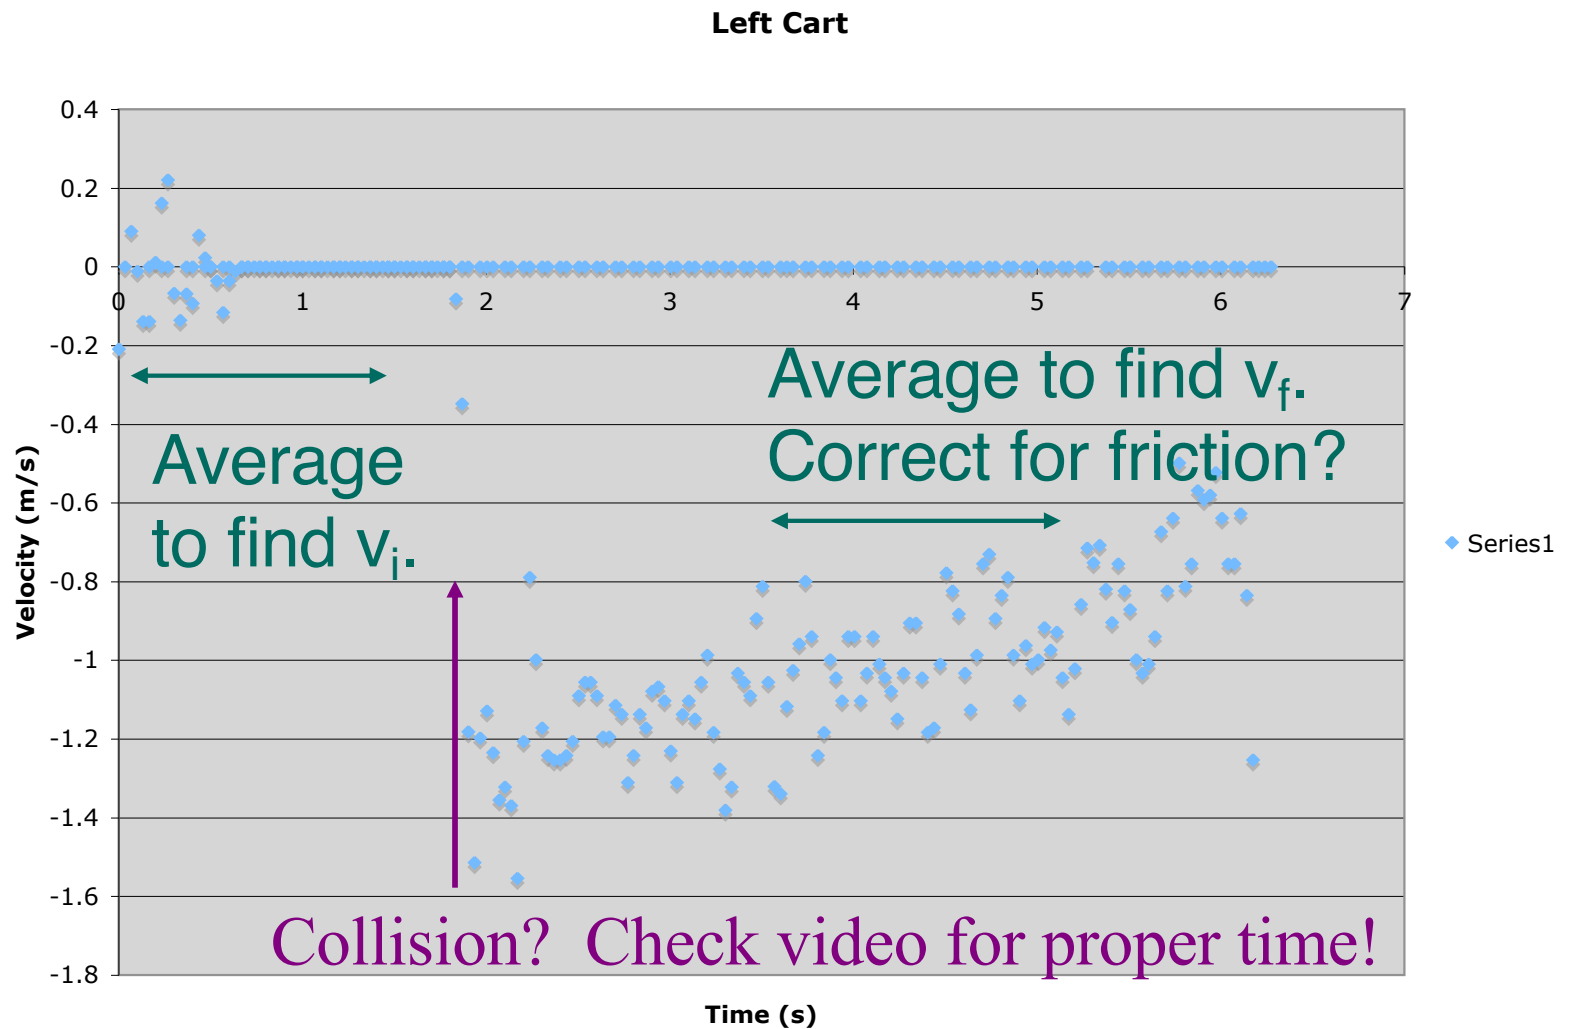 Left Cart
0.4
0.2
0
-0.2
-0.4
-0.6
-0.8
-1
-1.2
-1.4
-1.6
-1.8
0 1 2 3 4 5 6 7
Velocity (m/s)
Time (s)
Series1
Average
to find vi.
Average to find vf.
Correct for friction?
Collision? Check video for proper time!